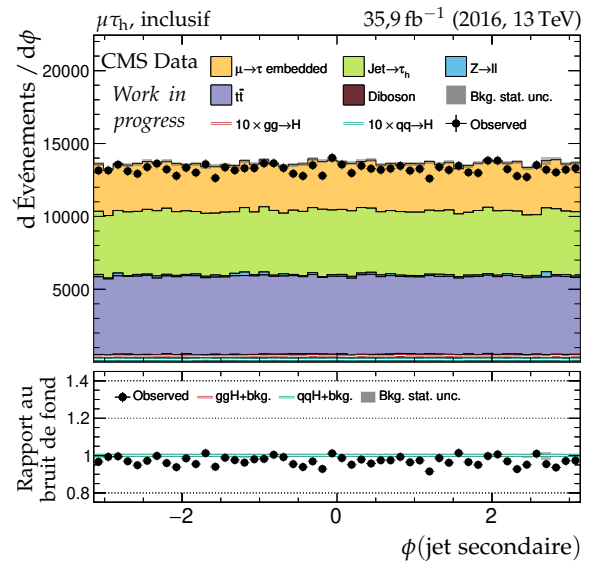 μτh, inclusif 35,9 fb⁻¹ (2016, 13 TeV)
CMS Data
Work in
progress
μ→τ embedded Jet→τh Z→ll
tt̄ Diboson Bkg. stat. unc.
10 × gg→H 10 × qq→H Observed
d Événements / dϕ
20000
15000
10000
5000
Observed ggH+bkg. qqH+bkg. Bkg. stat. unc.
Rapport au
bruit de fond
1.4
1.2
1
0.8
−2 0 2
ϕ(jet secondaire)